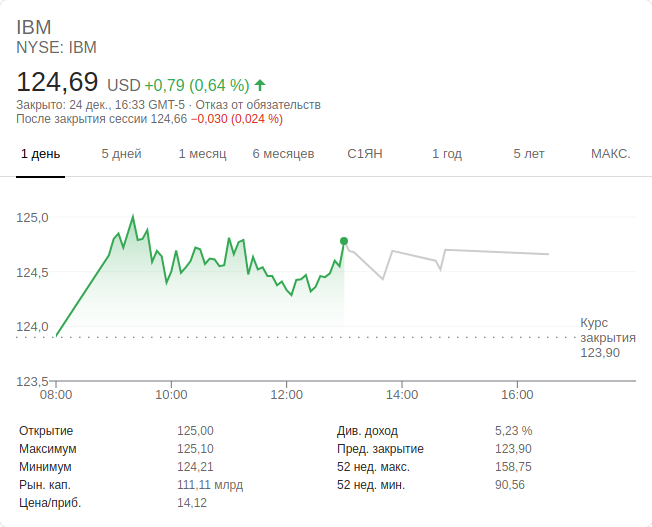 IBM
NYSE: IBM
124,69 USD +0,79 (0,64 %)
Закрыто: 24 дек., 16:33 GMT-5 · Отказ от обязательств
После закрытия сессии 124,66 −0,030 (0,024 %)
1 день 5 дней 1 месяц 6 месяцев С1ЯН 1 год 5 лет МАКС.
125,0
124,5
124,0
Курс
закрытия
123,90
123,5
08:00 10:00 12:00 14:00 16:00
Открытие 125,00 Див. доход 5,23 %
Максимум 125,10 Пред. закрытие 123,90
Минимум 124,21 52 нед. макс. 158,75
Рын. кап. 111,11 млрд 52 нед. мин. 90,56
Цена/приб. 14,12